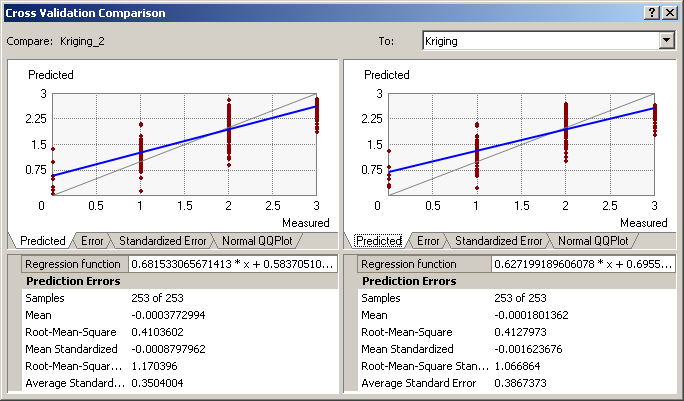 Cross Validation Comparison
Compare: Kriging_2
To: Kriging
Predicted
3
2.25
1.5
0.75
0 0.5 1 1.5 2 2.5 3
Measured
Predicted Error Standardized Error Normal QQPlot
Regression function 0.681533065671413 * x + 0.58370510...
Prediction Errors
Samples 253 of 253
Mean -0.0003772994
Root-Mean-Square 0.4103602
Mean Standardized -0.0008797962
Root-Mean-Squar... 1.170396
Average Standard... 0.3504004
Predicted
3
2.25
1.5
0.75
0 0.5 1 1.5 2 2.5 3
Measured
Predicted Error Standardized Error Normal QQPlot
Regression function 0.627199189606078 * x + 0.6955...
Prediction Errors
Samples 253 of 253
Mean -0.0001801362
Root-Mean-Square 0.4127973
Mean Standardized -0.001623676
Root-Mean-Square Stan... 1.066864
Average Standard Error 0.3867373